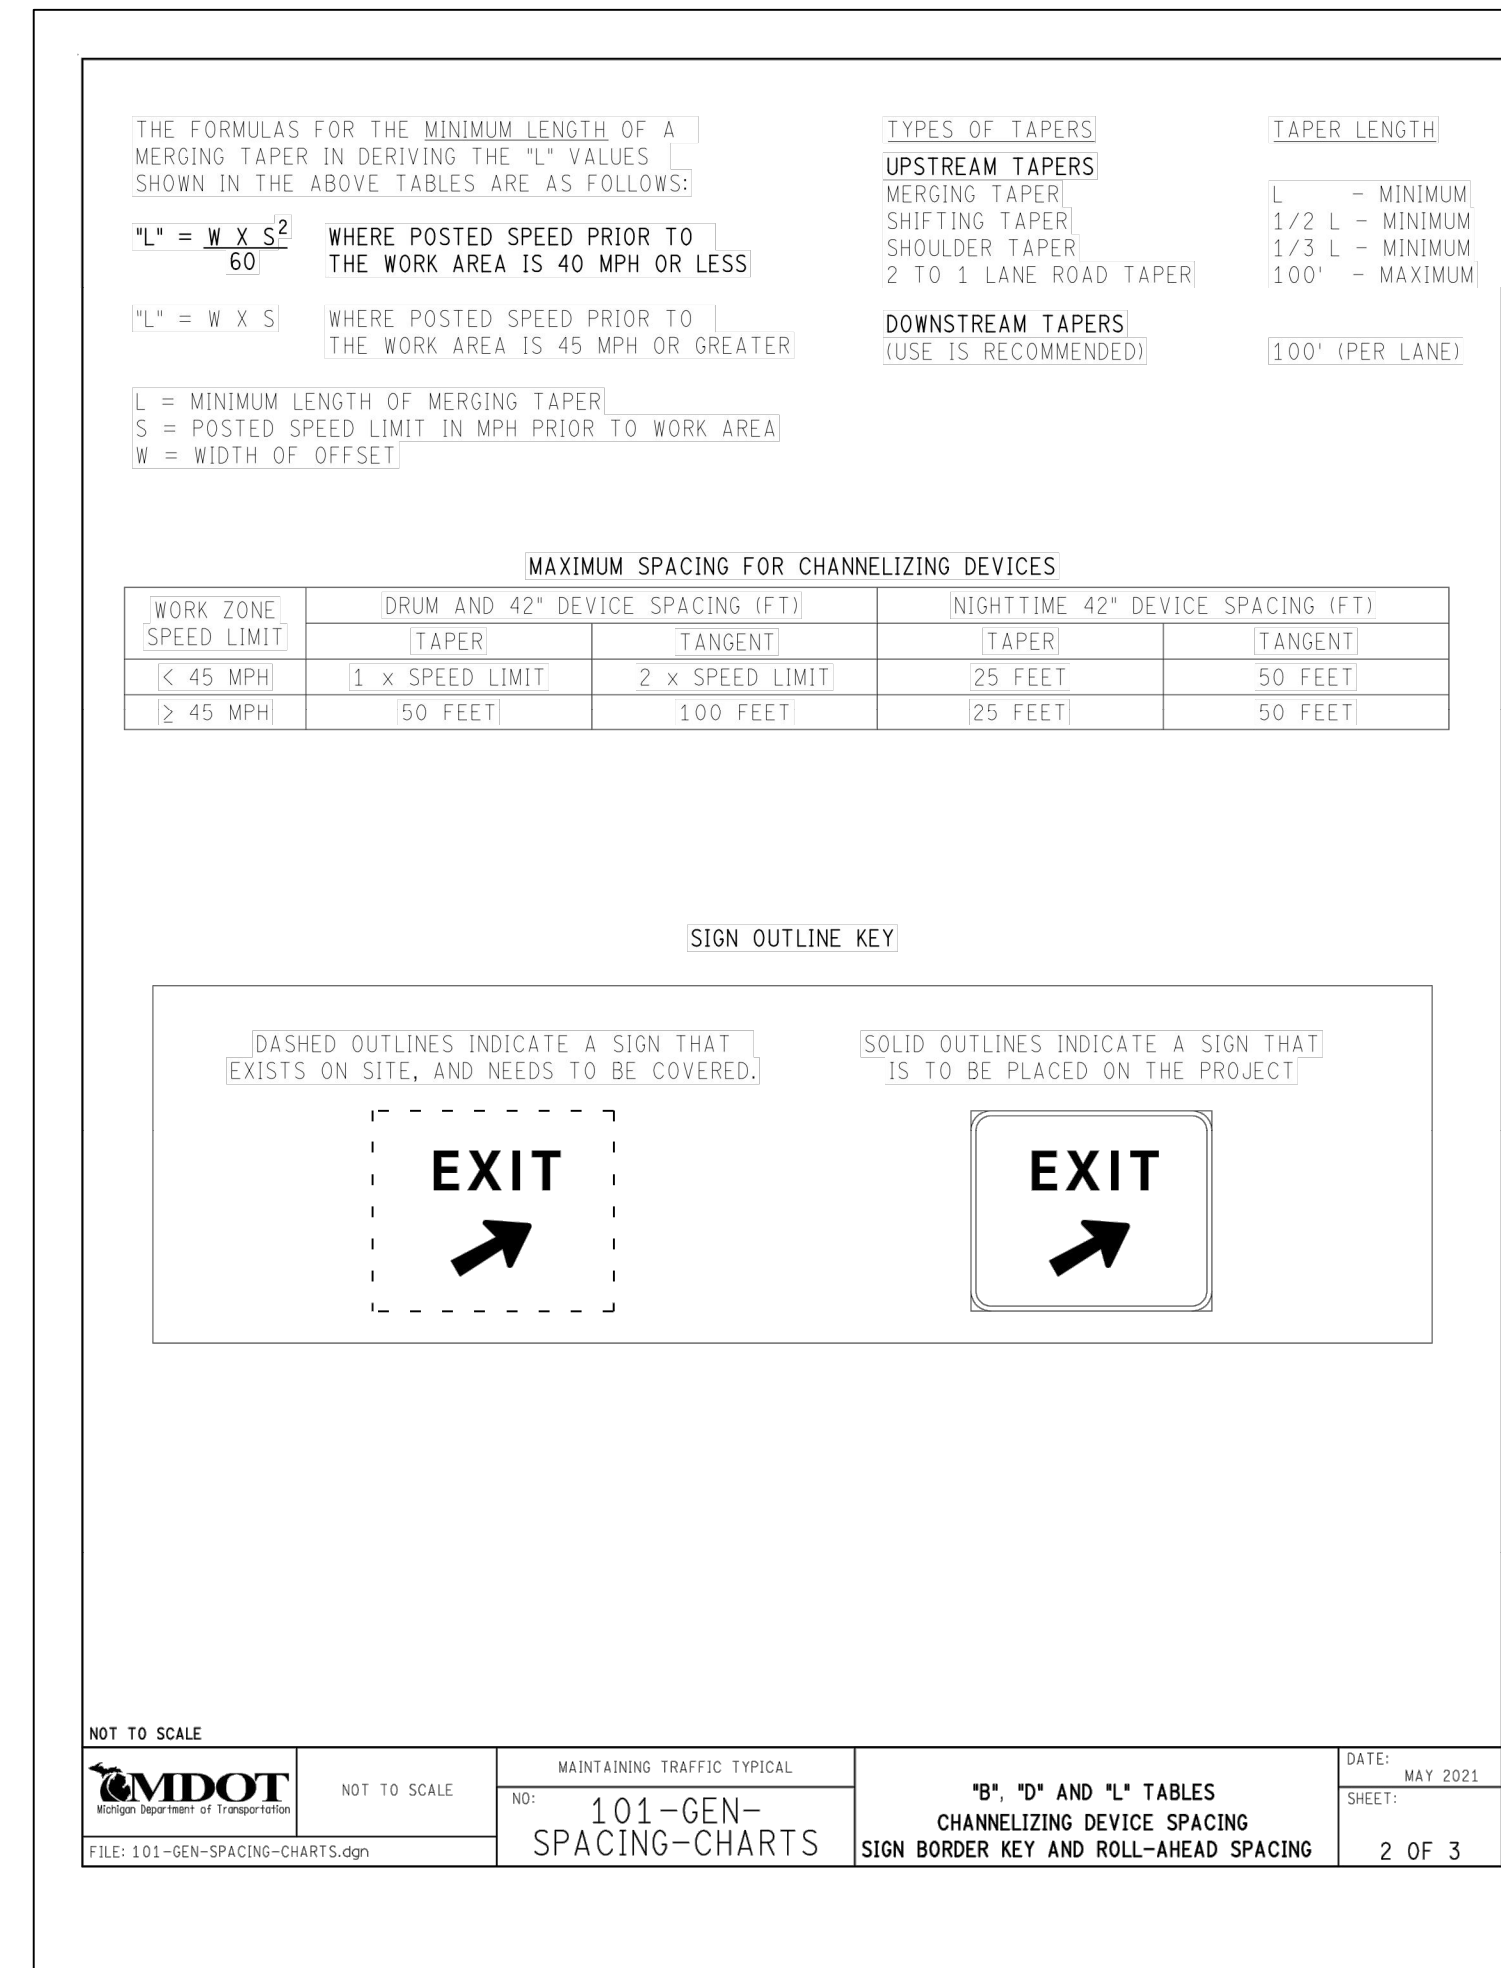 THE FORMULAS FOR THE MINIMUM LENGTH OF A
MERGING TAPER IN DERIVING THE "L" VALUES
SHOWN IN THE ABOVE TABLES ARE AS FOLLOWS:
"L" = W X S2
60
WHERE POSTED SPEED PRIOR TO
THE WORK AREA IS 40 MPH OR LESS
"L" = W X S
WHERE POSTED SPEED PRIOR TO
THE WORK AREA IS 45 MPH OR GREATER
L = MINIMUM LENGTH OF MERGING TAPER
S = POSTED SPEED LIMIT IN MPH PRIOR TO WORK AREA
W = WIDTH OF OFFSET
TYPES OF TAPERS TAPER LENGTH
UPSTREAM TAPERS
MERGING TAPER L - MINIMUM
SHIFTING TAPER 1/2 L - MINIMUM
SHOULDER TAPER 1/3 L - MINIMUM
2 TO 1 LANE ROAD TAPER 100' - MAXIMUM
DOWNSTREAM TAPERS
(USE IS RECOMMENDED) 100' (PER LANE)
MAXIMUM SPACING FOR CHANNELIZING DEVICES
WORK ZONE
SPEED LIMIT
DRUM AND 42" DEVICE SPACING (FT) NIGHTTIME 42" DEVICE SPACING (FT)
TAPER TANGENT TAPER TANGENT
< 45 MPH 1 x SPEED LIMIT 2 x SPEED LIMIT 25 FEET 50 FEET
≥ 45 MPH 50 FEET 100 FEET 25 FEET 50 FEET
SIGN OUTLINE KEY
DASHED OUTLINES INDICATE A SIGN THAT
EXISTS ON SITE, AND NEEDS TO BE COVERED.
EXIT
SOLID OUTLINES INDICATE A SIGN THAT
IS TO BE PLACED ON THE PROJECT
EXIT
NOT TO SCALE
MDOT
Michigan Department of Transportation
NOT TO SCALE
FILE: 101-GEN-SPACING-CHARTS.dgn
MAINTAINING TRAFFIC TYPICAL
NO: 101-GEN-
SPACING-CHARTS
"B", "D" AND "L" TABLES
CHANNELIZING DEVICE SPACING
SIGN BORDER KEY AND ROLL-AHEAD SPACING
DATE:
MAY 2021
SHEET:
2 OF 3